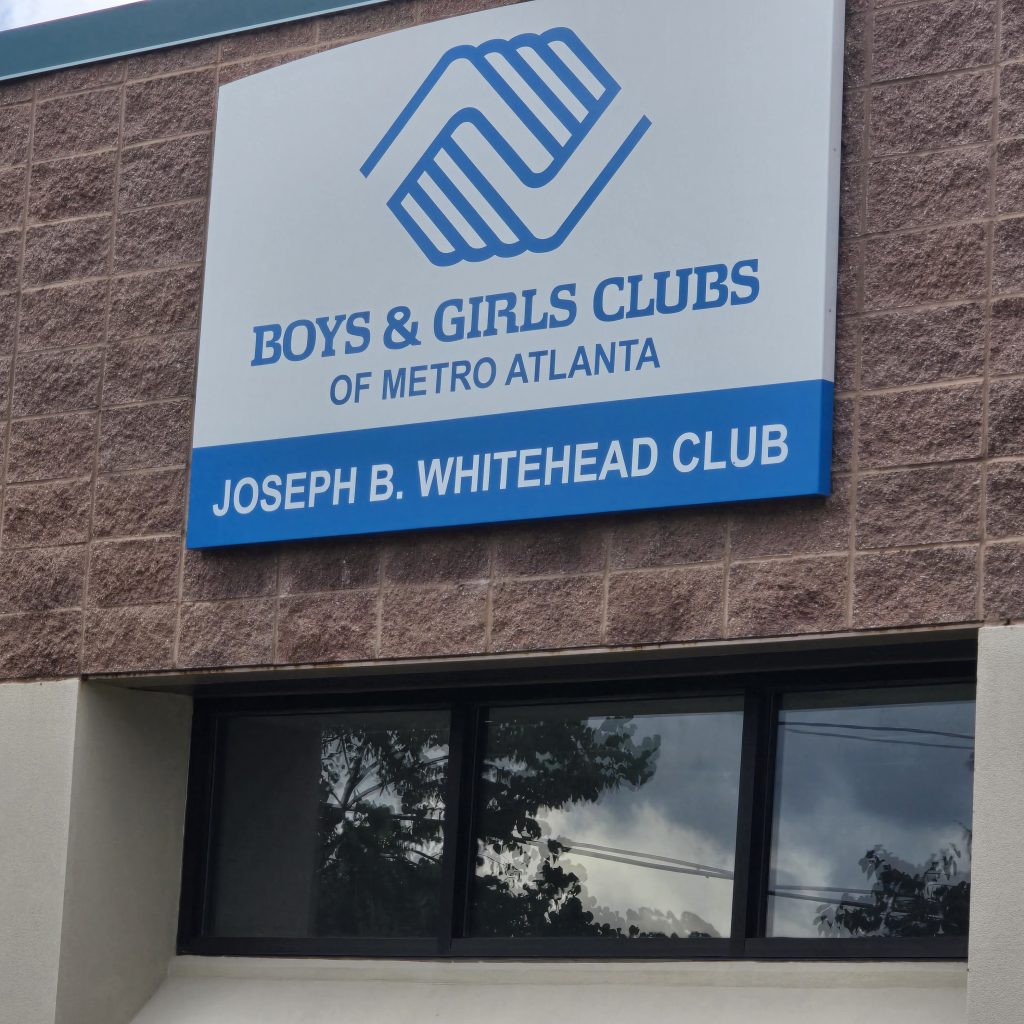 BOYS & GIRLS CLUBS
OF METRO ATLANTA
JOSEPH B. WHITEHEAD CLUB